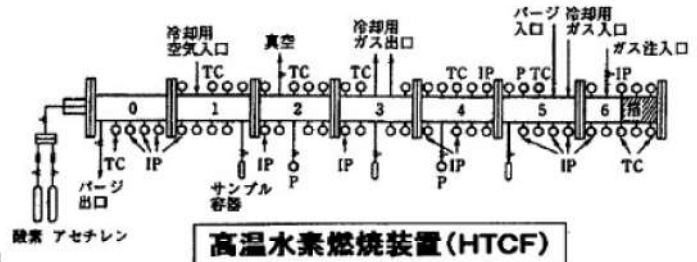 冷却用
空気入口
真空
冷却用
ガス出口
パージ
入口
冷却用
ガス入口
ガス注入口
TC
TC
TC
TC
IP
P
TC
IP
0
1
2
3
4
5
6
TC
IP
IP
P
IP
P
IP
IP
TC
パージ
出口
サンプル
容器
酸素
アセチレン
高温水素燃焼装置(HTCF)